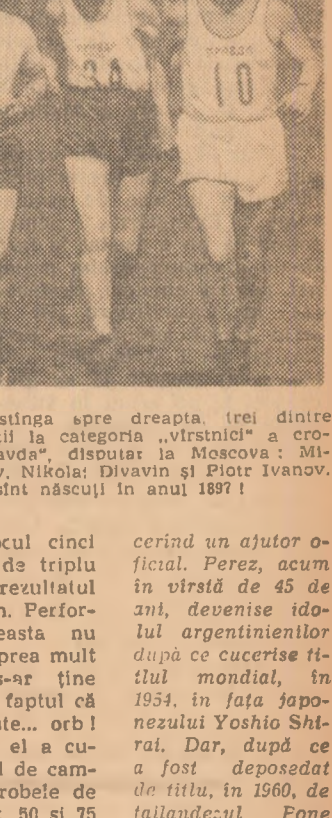 10
stînga spre dreapta, trei dintre
tii la categoria „vîrstnici“ a cro-
avda“, disputat la Moscova : Mi-
v, Nikolai Divavin şi Piotr Ivanov.
sînt născuţi în anul 1897 !
ocul cinci
de triplu
rezultatul
n. Perfor-
easta nu
prea mult
s-ar ţine
faptul că
te... orb !
el a cu-
l de cam-
robele de
50 şi 75
cerînd un ajutor o-
ficial. Perez, acum
în vîrstă de 45 de
ani, devenise ido-
lul argentinienilor
după ce cucerise ti-
tlul mondial, în
1954, în faţa japo-
nezului Yoshio Shi-
rai. Dar, după ce
a fost deposedat
de titlu, în 1960, de
tailandezul Pone